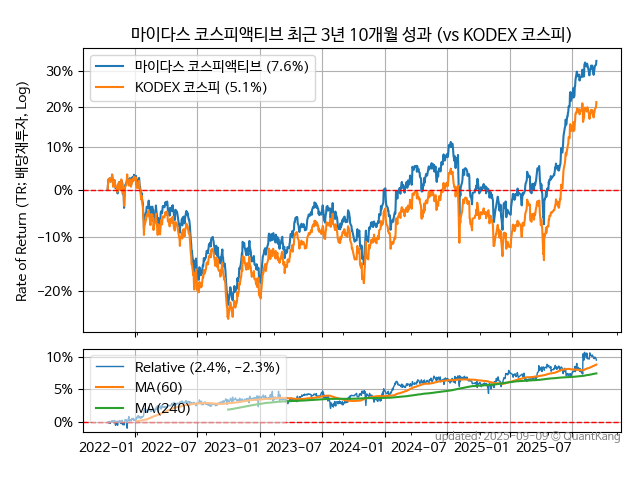 마이다스 코스피액티브 최근 3년 10개월 성과 (vs KODEX 코스피)
Rate of Return (TR: 배당재투자, Log)
마이다스 코스피액티브 (7.6%)
KODEX 코스피 (5.1%)
30%
20%
10%
0%
−10%
−20%
10%
5%
0%
Relative (2.4%, −2.3%)
MA(60)
MA(240)
2022−01 2022−07 2023−01 2023−07 2024−01 2024−07 2025−01 2025−07
updated: 2025−09−09 © QuantKang